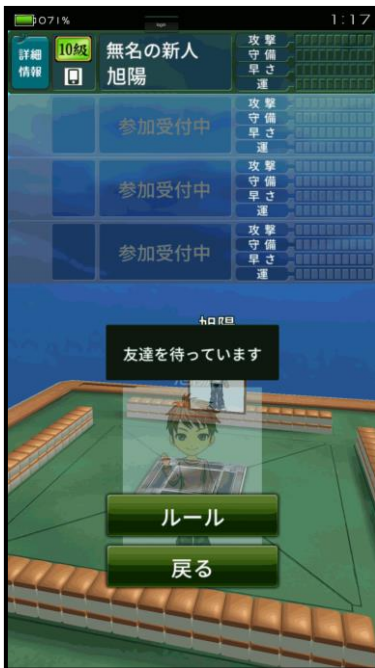 071%
1:17
詳細
情報
10級
無名の新人
旭陽
攻撃
守備
早さ
運
参加受付中
攻撃
守備
早さ
運
参加受付中
攻撃
守備
早さ
運
参加受付中
攻撃
守備
早さ
運
旭陽
友達を待っています
ルール
戻る